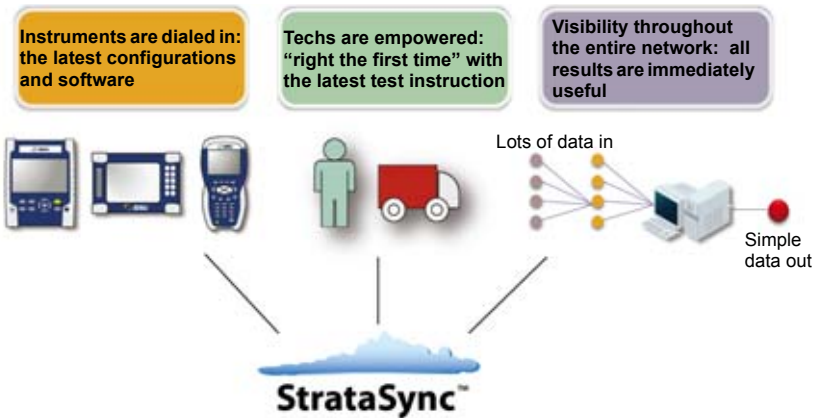 Instruments are dialed in:
the latest configurations
and software
Techs are empowered:
“right the first time” with
the latest test instruction
Visibility throughout
the entire network:  all
results are immediately
useful
Lots of data in
Simple
data out
StrataSync™